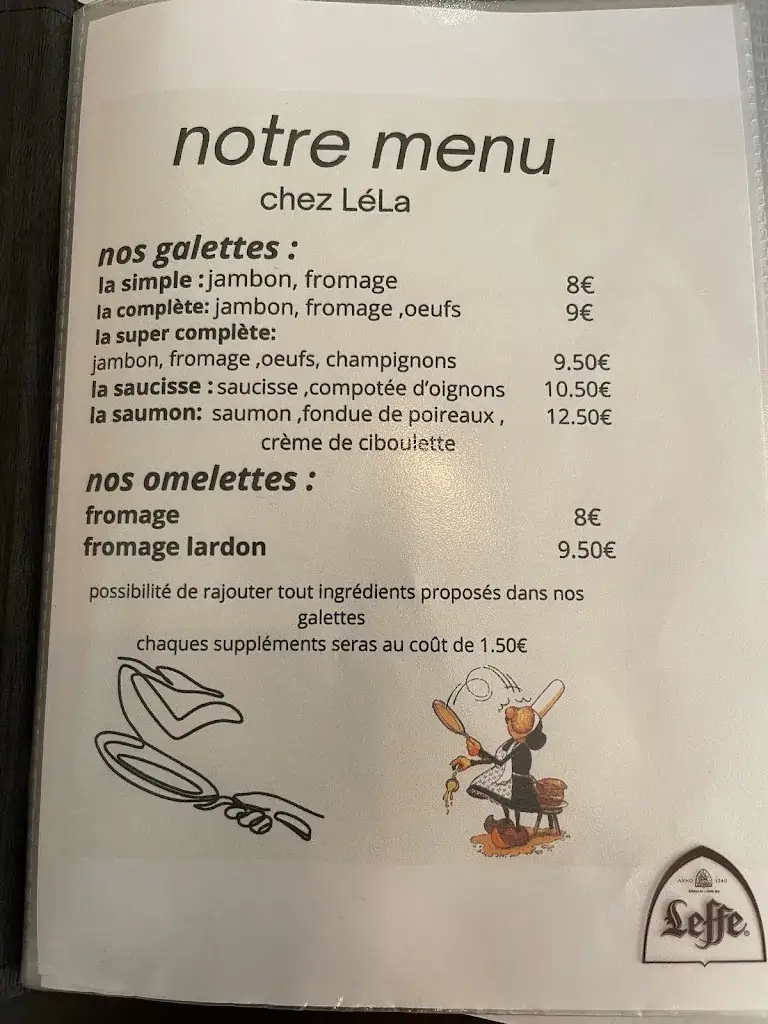 notre menu
chez LéLa
nos galettes :
la simple : jambon, fromage 8€
la complète: jambon, fromage ,oeufs 9€
la super complète:
jambon, fromage ,oeufs, champignons 9.50€
la saucisse : saucisse ,compotée d'oignons 10.50€
la saumon: saumon ,fondue de poireaux , 12.50€
crème de ciboulette
nos omelettes :
fromage 8€
fromage lardon 9.50€
possibilité de rajouter tout ingrédients proposés dans nos
galettes
chaques suppléments seras au coût de 1.50€
ANNO 1240
Leffe